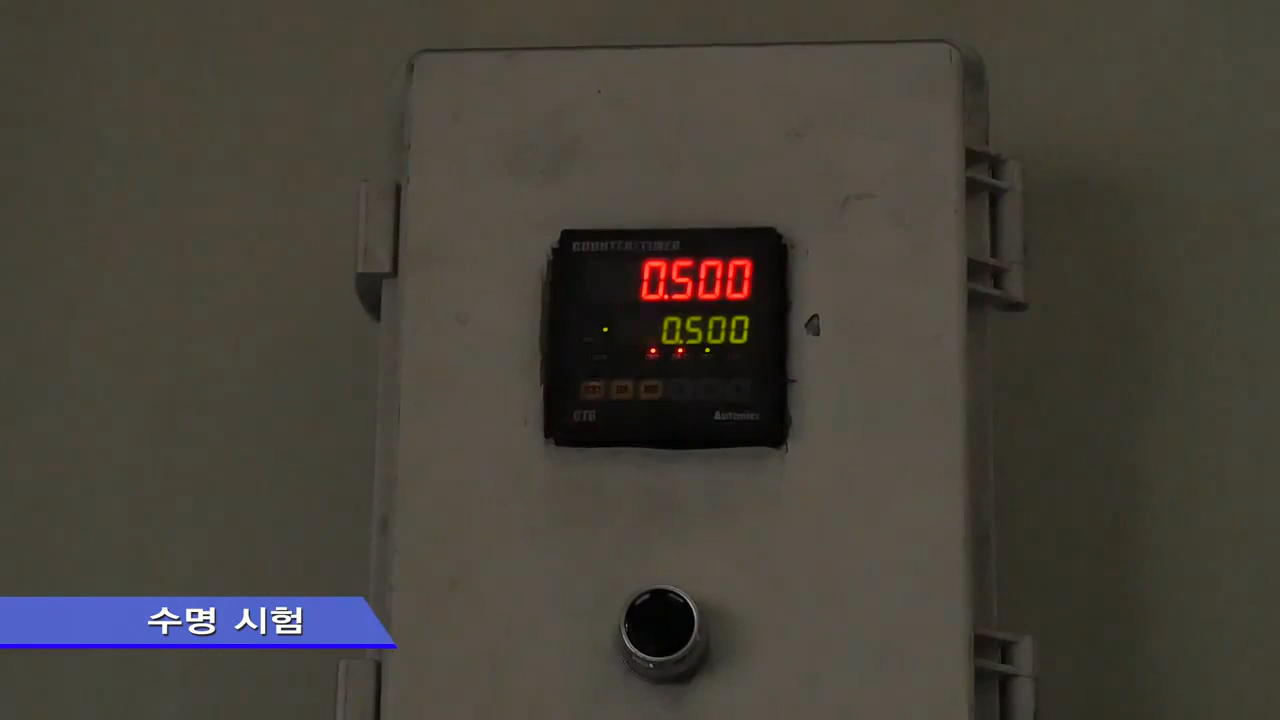 COUNTER/TIMER
0.500
0.500
Autonics
수명 시험